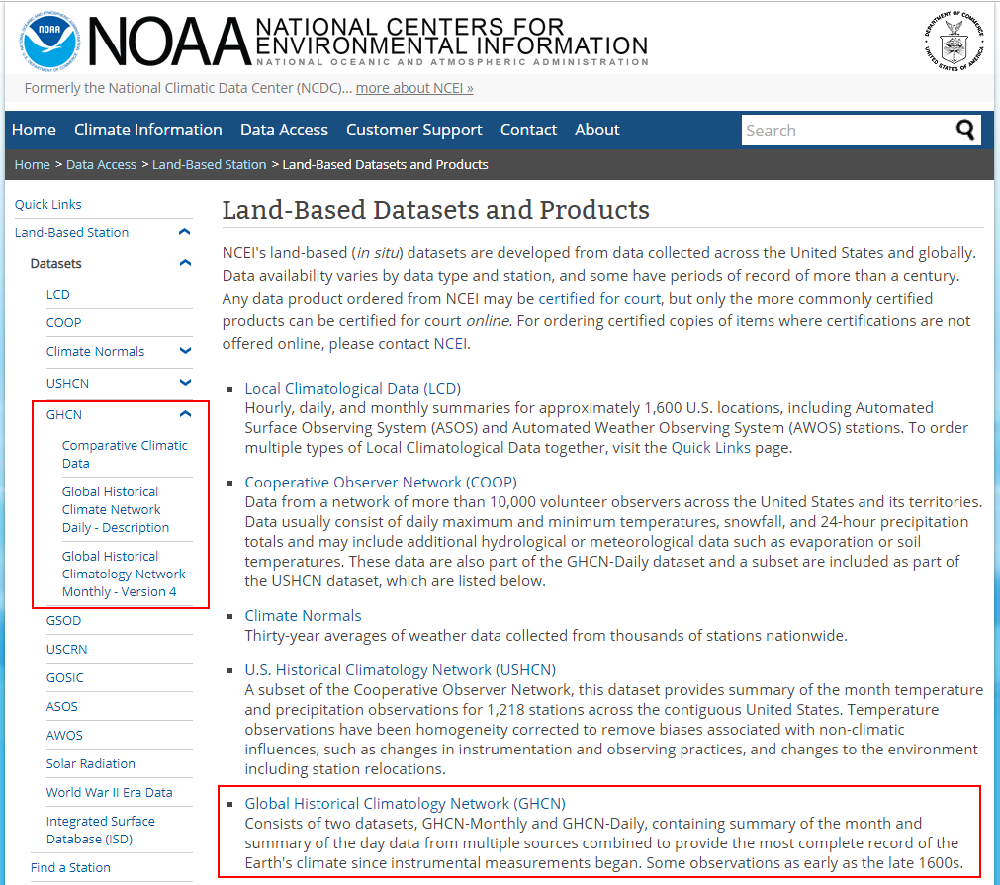 NOAA
NATIONAL CENTERS FOR
ENVIRONMENTAL INFORMATION
NATIONAL OCEANIC AND ATMOSPHERIC ADMINISTRATION
NOAA
DEPARTMENT OF COMMERCE
UNITED STATES OF AMERICA
Formerly the National Climatic Data Center (NCDC)... more about NCEI »
Home Climate Information Data Access Customer Support Contact About Search
Home > Data Access > Land-Based Station > Land-Based Datasets and Products
Quick Links
Land-Based Station
Datasets
LCD
COOP
Climate Normals
USHCN
GHCN
Comparative Climatic
Data
Global Historical
Climate Network
Daily - Description
Global Historical
Climatology Network
Monthly - Version 4
GSOD
USCRN
GOSIC
ASOS
AWOS
Solar Radiation
World War II Era Data
Integrated Surface
Database (ISD)
Find a Station
Land-Based Datasets and Products
NCEI's land-based (in situ) datasets are developed from data collected across the United States and globally.
Data availability varies by data type and station, and some have periods of record of more than a century.
Any data product ordered from NCEI may be certified for court, but only the more commonly certified
products can be certified for court online. For ordering certified copies of items where certifications are not
offered online, please contact NCEI.
Local Climatological Data (LCD)
Hourly, daily, and monthly summaries for approximately 1,600 U.S. locations, including Automated
Surface Observing System (ASOS) and Automated Weather Observing System (AWOS) stations. To order
multiple types of Local Climatological Data together, visit the Quick Links page.
Cooperative Observer Network (COOP)
Data from a network of more than 10,000 volunteer observers across the United States and its territories.
Data usually consist of daily maximum and minimum temperatures, snowfall, and 24-hour precipitation
totals and may include additional hydrological or meteorological data such as evaporation or soil
temperatures. These data are also part of the GHCN-Daily dataset and a subset are included as part of
the USHCN dataset, which are listed below.
Climate Normals
Thirty-year averages of weather data collected from thousands of stations nationwide.
U.S. Historical Climatology Network (USHCN)
A subset of the Cooperative Observer Network, this dataset provides summary of the month temperature
and precipitation observations for 1,218 stations across the contiguous United States. Temperature
observations have been homogeneity corrected to remove biases associated with non-climatic
influences, such as changes in instrumentation and observing practices, and changes to the environment
including station relocations.
Global Historical Climatology Network (GHCN)
Consists of two datasets, GHCN-Monthly and GHCN-Daily, containing summary of the month and
summary of the day data from multiple sources combined to provide the most complete record of the
Earth's climate since instrumental measurements began. Some observations as early as the late 1600s.